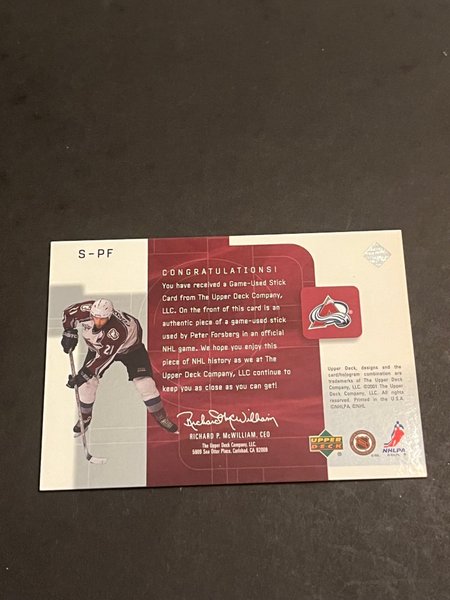 S-PF
CONGRATULATIONS!
You have received a Game-Used Stick
Card from The Upper Deck Company,
LLC. On the front of this card is an
authentic piece of a game-used stick
used by Peter Forsberg in an official
NHL game. We hope you enjoy this
piece of NHL history as we at The
Upper Deck Company, LLC continue to
keep you as close as you can get!
Richard McWilliam
RICHARD P. McWILLIAM, CEO
The Upper Deck Company, LLC.
5909 Sea Otter Place, Carlsbad, CA 92008
21
Upper Deck, designs and the
card/hologram combination are
trademarks of The Upper Deck
Company, LLC. ©2001 The Upper
Deck Company, LLC. All rights
reserved. Printed in the U.S.A.
©NHLPA, ©NHL.
UPPER
DECK
NHLPA